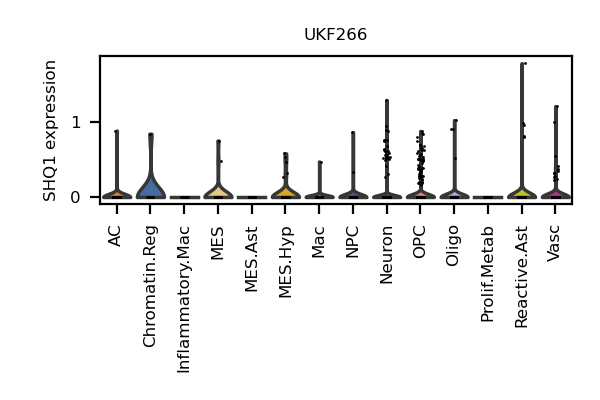 UKF266
SHQ1 expression
1
0
AC
Chromatin.Reg
Inflammatory.Mac
MES
MES.Ast
MES.Hyp
Mac
NPC
Neuron
OPC
Oligo
Prolif.Metab
Reactive.Ast
Vasc